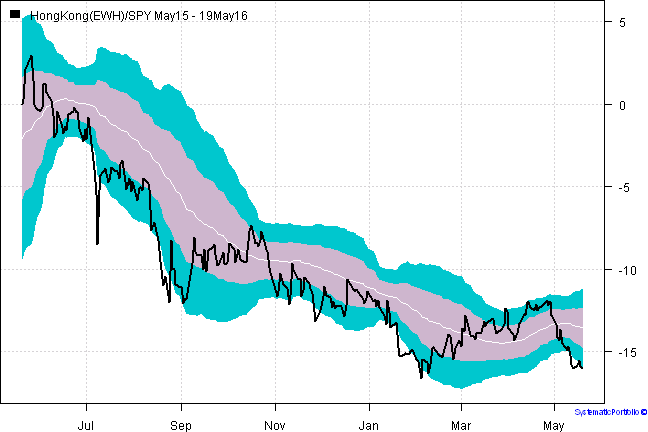 HongKong(EWH)/SPY May15 - 19May16
5
0
-5
-10
-15
Jul Sep Nov Jan Mar May
SystematicPortfolio ©